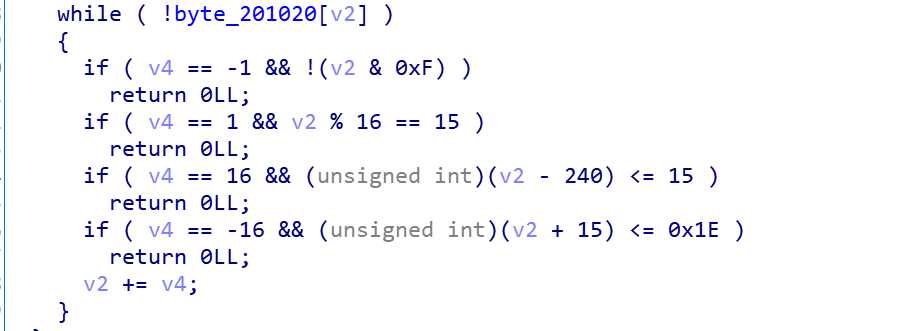 while ( !byte_201020[v2] )
{
if ( v4 == -1 && !(v2 & 0xF) )
return 0LL;
if ( v4 == 1 && v2 % 16 == 15 )
return 0LL;
if ( v4 == 16 && (unsigned int)(v2 - 240) <= 15 )
return 0LL;
if ( v4 == -16 && (unsigned int)(v2 + 15) <= 0x1E )
return 0LL;
v2 += v4;
}